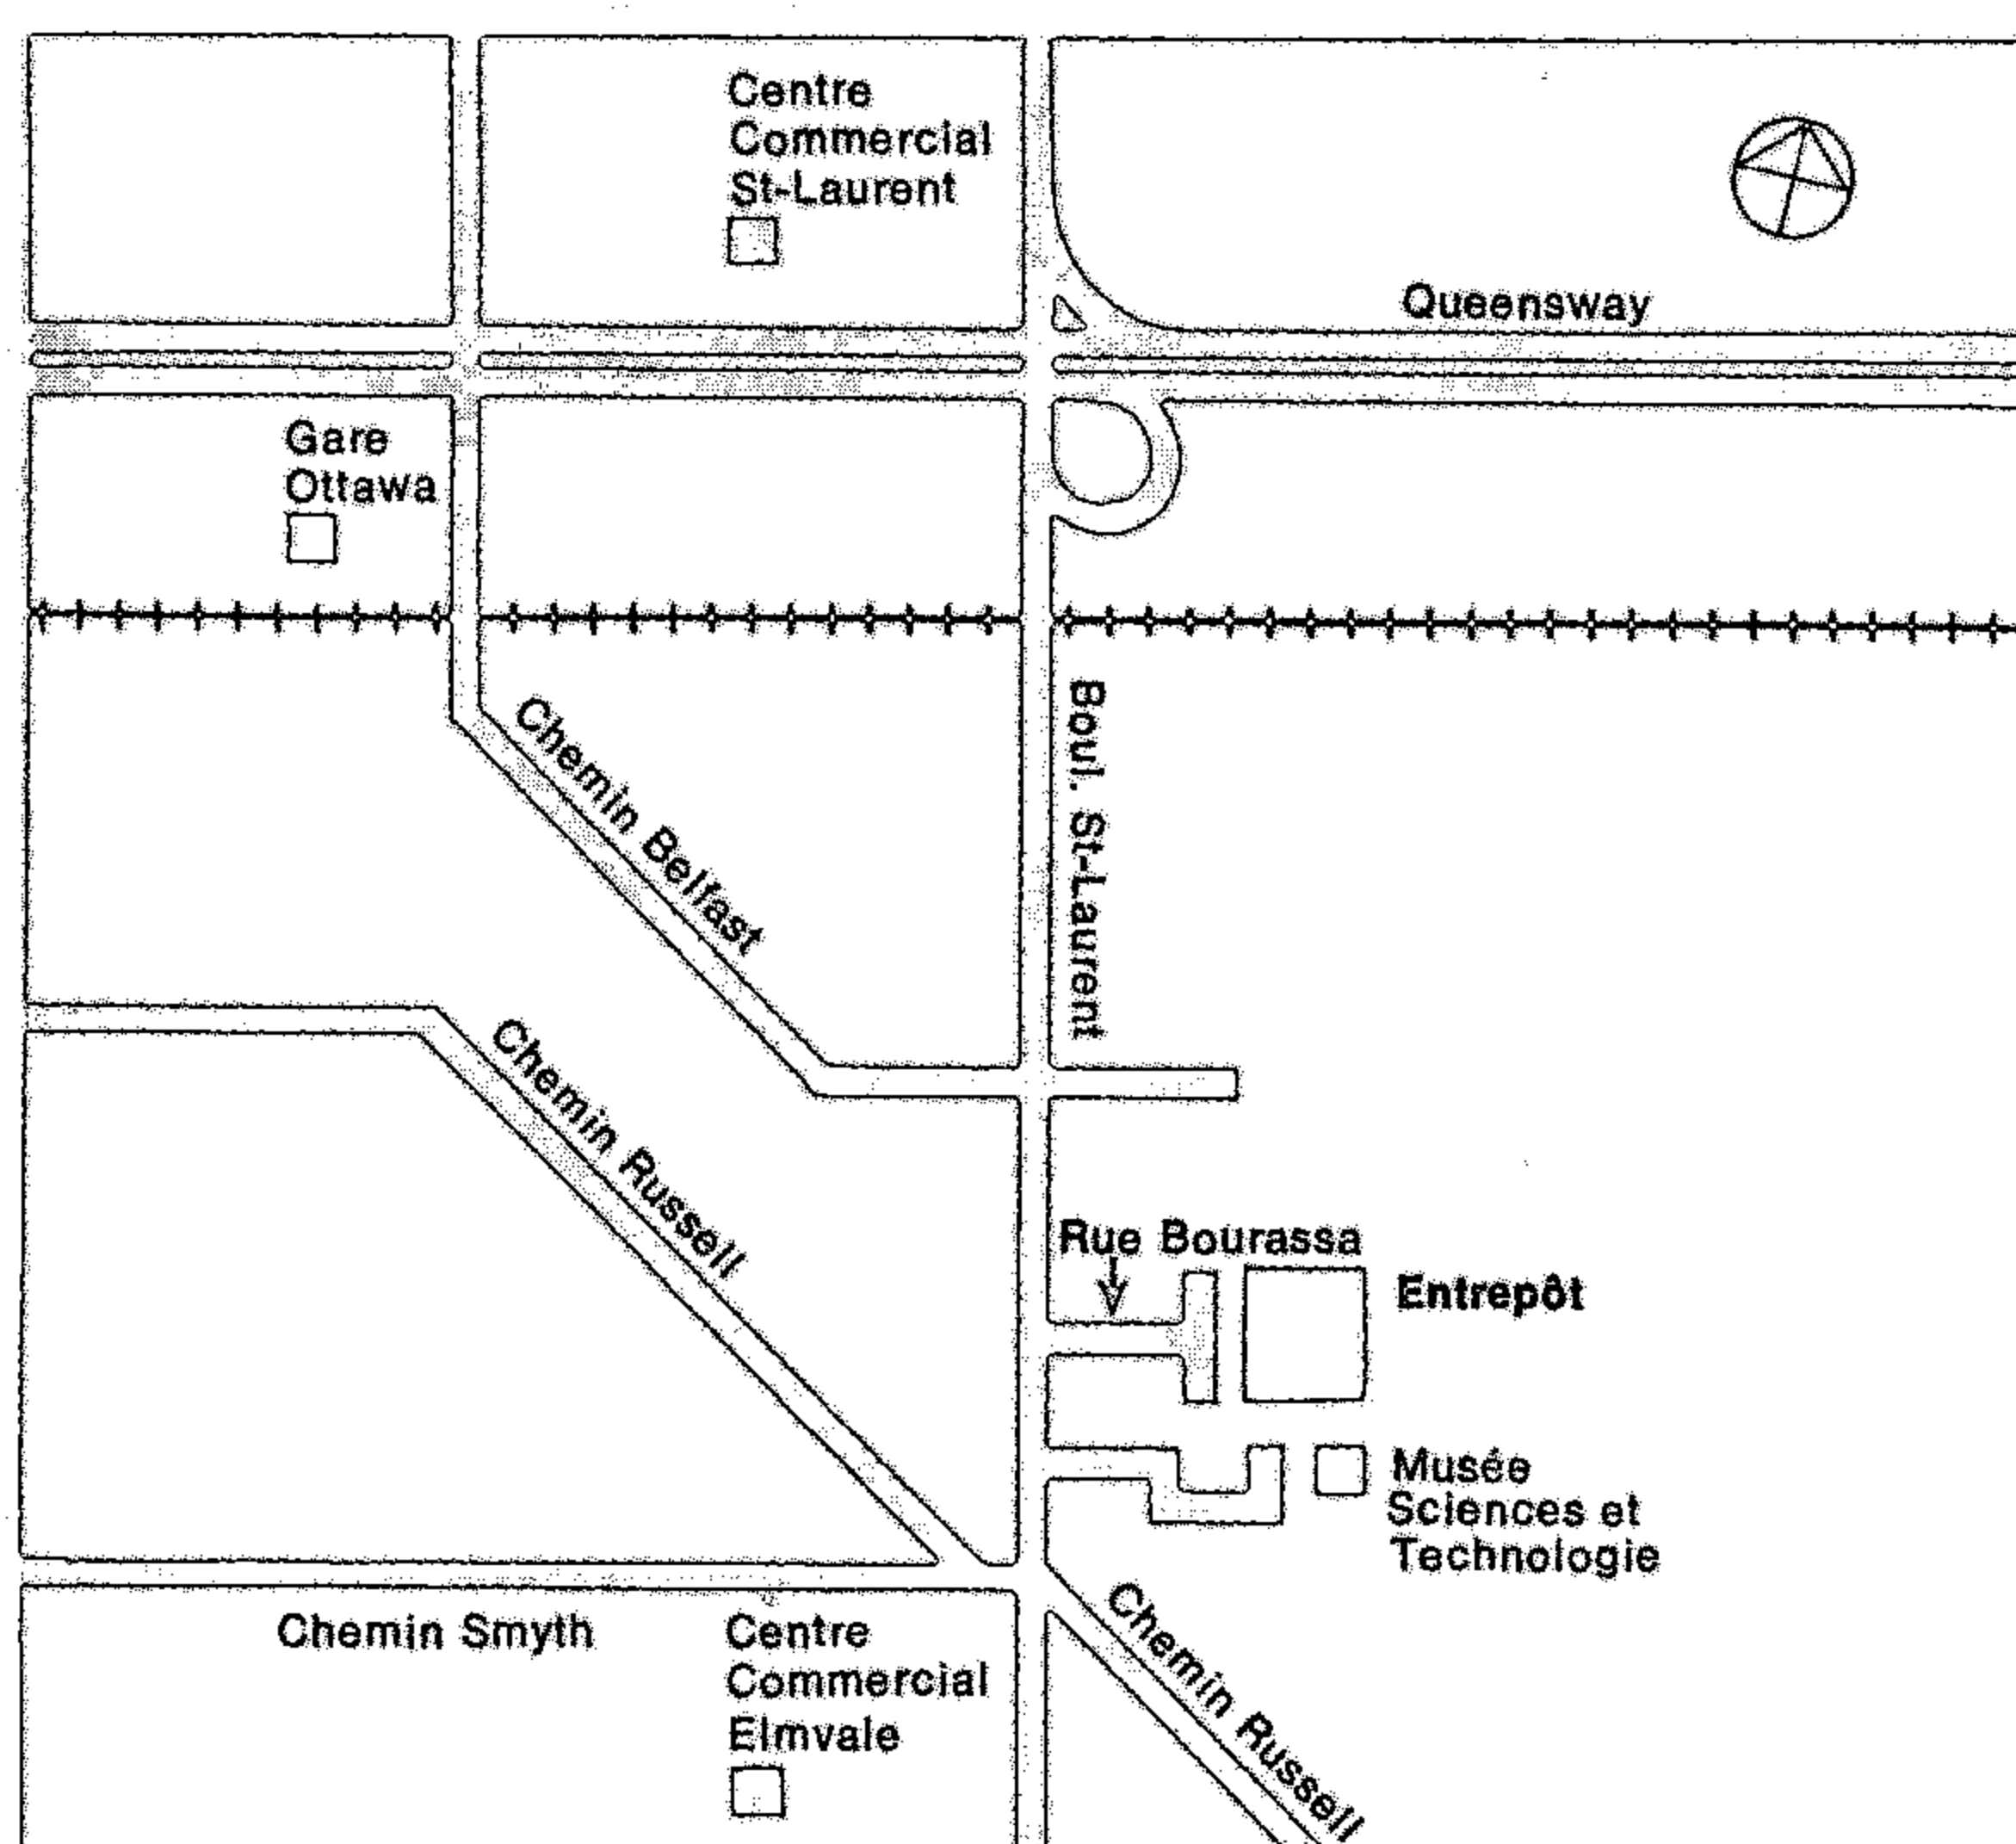 Centre
Commercial
St-Laurent
Queensway
Gare
Ottawa
Chemin Belfast
Boul. St-Laurent
Chemin Russell
Rue Bourassa
Entrepôt
Musée
Sciences et
Technologie
Chemin Smyth
Centre
Commercial
Elmvale
Chemin Russell